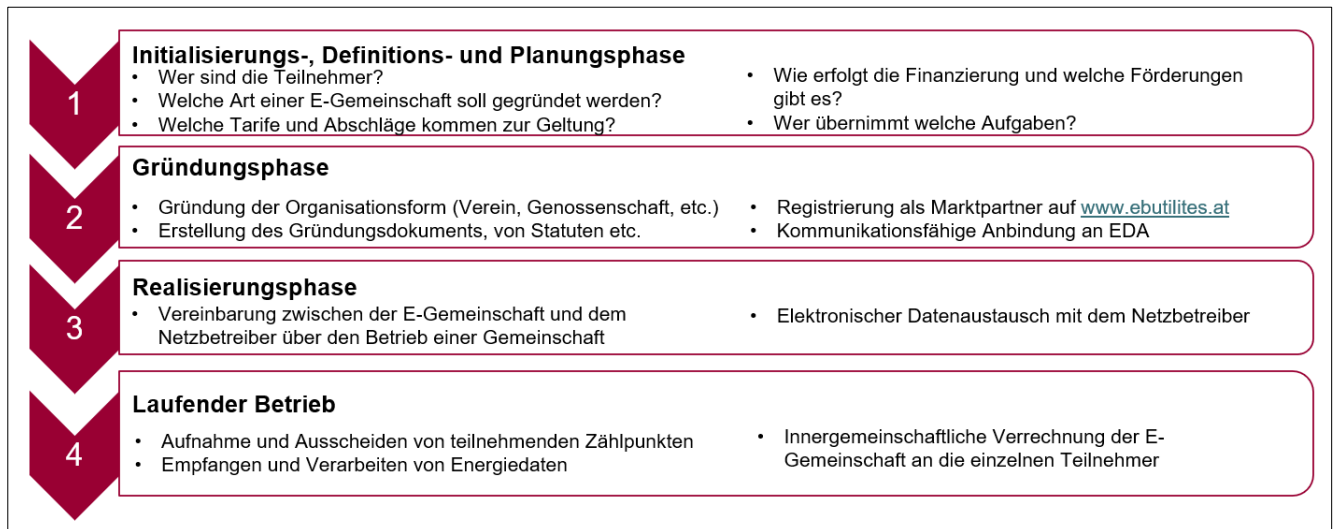 1
Initialisierungs-, Definitions- und Planungsphase
• Wer sind die Teilnehmer?
• Welche Art einer E-Gemeinschaft soll gegründet werden?
• Welche Tarife und Abschläge kommen zur Geltung?
• Wie erfolgt die Finanzierung und welche Förderungen
gibt es?
• Wer übernimmt welche Aufgaben?
2
Gründungsphase
• Gründung der Organisationsform (Verein, Genossenschaft, etc.)
• Erstellung des Gründungsdokuments, von Statuten etc.
• Registrierung als Marktpartner auf www.ebutilites.at
• Kommunikationsfähige Anbindung an EDA
3
Realisierungsphase
• Vereinbarung zwischen der E-Gemeinschaft und dem
Netzbetreiber über den Betrieb einer Gemeinschaft
• Elektronischer Datenaustausch mit dem Netzbetreiber
4
Laufender Betrieb
• Aufnahme und Ausscheiden von teilnehmenden Zählpunkten
• Empfangen und Verarbeiten von Energiedaten
• Innergemeinschaftliche Verrechnung der E-
Gemeinschaft an die einzelnen Teilnehmer